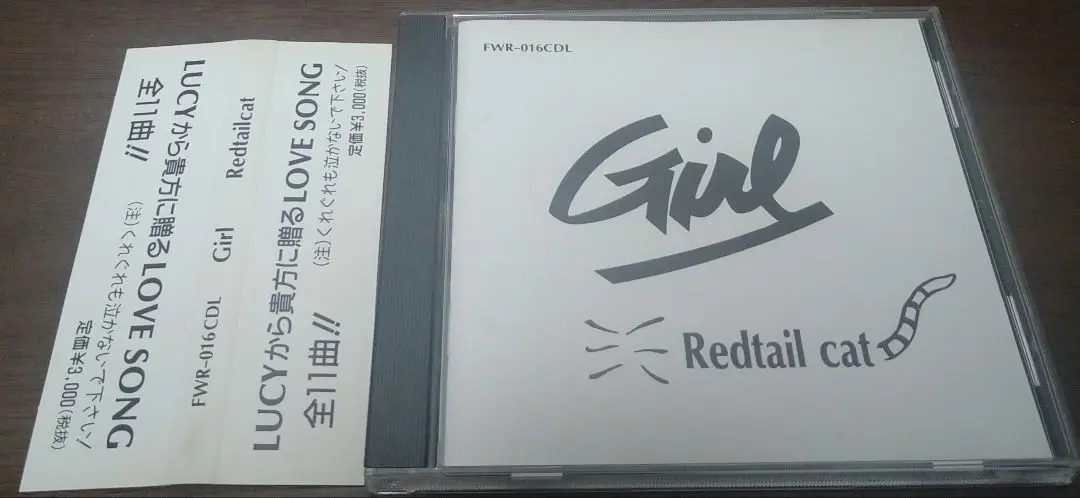 LUCYから貴方に贈るLOVE SONG
全11曲!!
(注)くれぐれも泣かないで下さい!
定価¥3,000(税抜)
FWR-016CDL Girl Redtailcat
LUCYから貴方に贈るLOVE SONG
全11曲!!
(注)くれぐれも泣かないで下さい!
定価¥3,000(税抜)
FWR-016CDL
Girl
Redtail cat